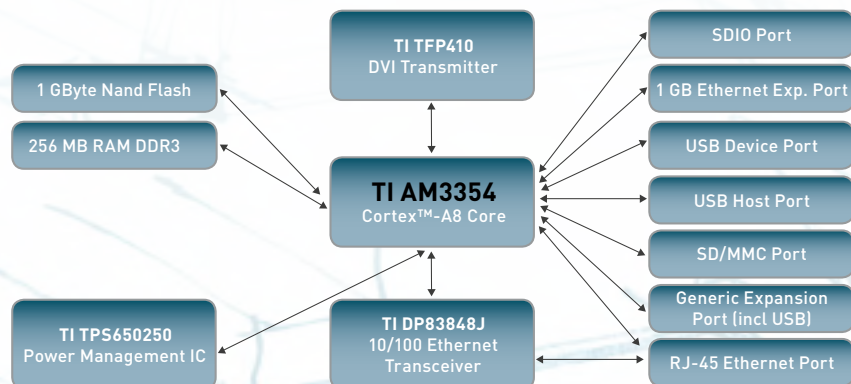 TI TFP410
DVI Transmitter
1 GByte Nand Flash
256 MB RAM DDR3
TI AM3354
Cortex™-A8 Core
TI TPS650250
Power Management IC
TI DP83848J
10/100 Ethernet
Transceiver
SDIO Port
1 GB Ethernet Exp. Port
USB Device Port
USB Host Port
SD/MMC Port
Generic Expansion
Port (incl USB)
RJ-45 Ethernet Port